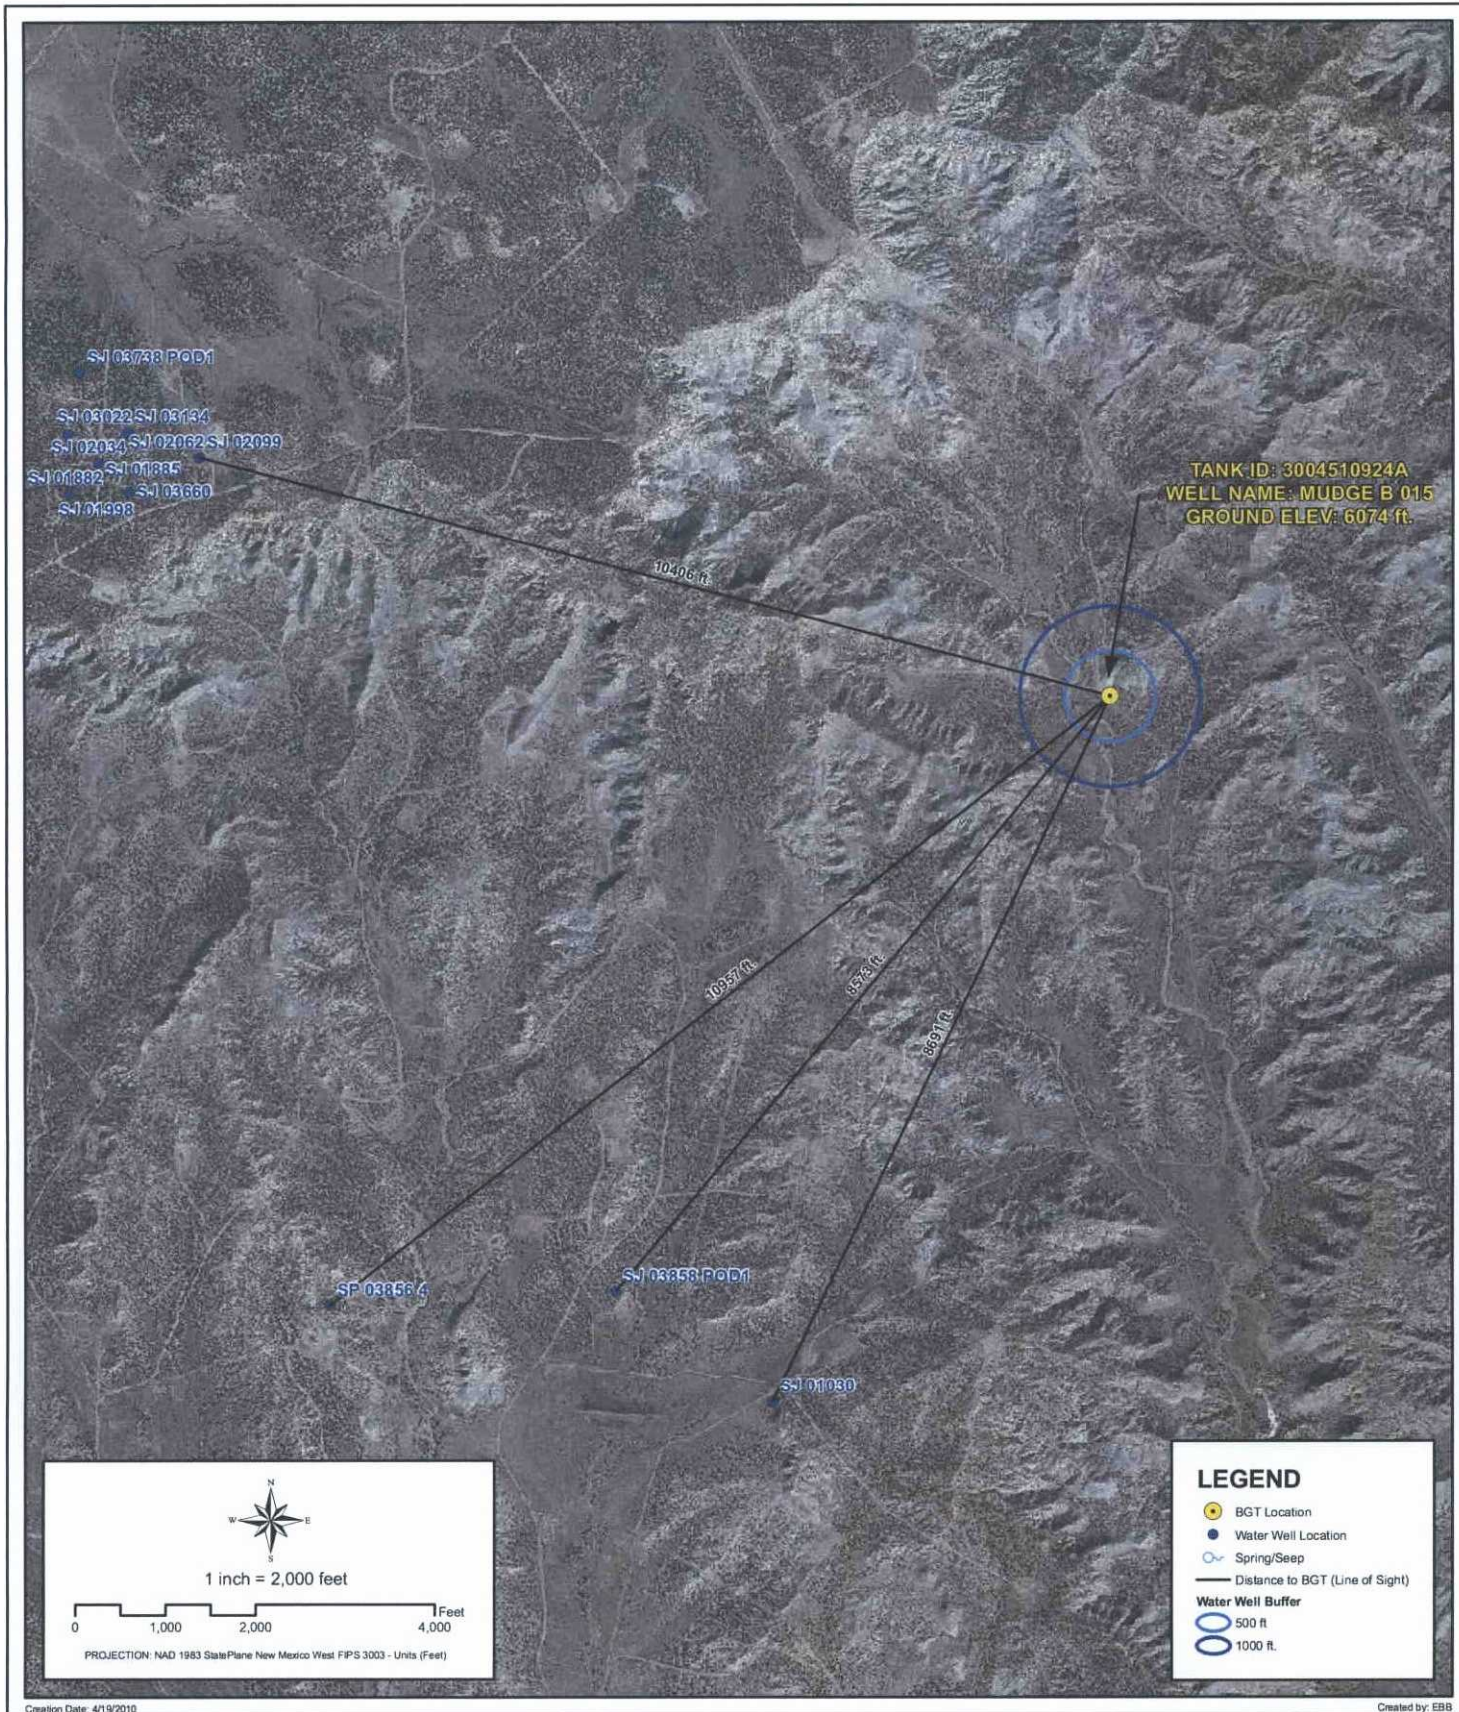 SJ 03738 POD1
SJ 03022 SJ 03134
SJ 02034 SJ 02062 SJ 02099
SJ 01882 SJ 01885
SJ 03660
SJ 01998
TANK ID: 3004510924A
WELL NAME: MUDGE B 015
GROUND ELEV: 6074 ft.
10406 ft.
10957 ft.
8573 ft.
8691 ft.
SP 03856 4
SJ 03858 POD1
SJ 01030
N
W E
S
1 inch = 2,000 feet
Feet
0 1,000 2,000 4,000
PROJECTION: NAD 1983 StatePlane New Mexico West FIPS 3003 - Units (Feet)
LEGEND
BGT Location
Water Well Location
Spring/Seep
Distance to BGT (Line of Sight)
Water Well Buffer
500 ft
1000 ft.
Creation Date: 4/19/2010
Created by: EBB